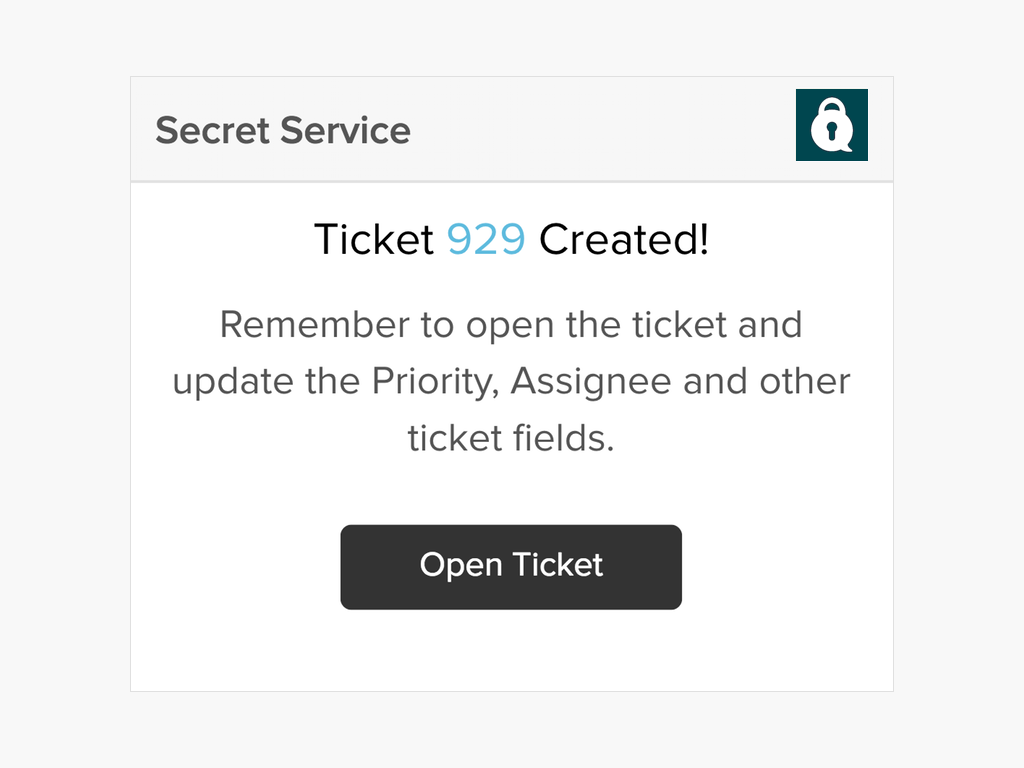 Secret Service
Ticket 929 Created!
Remember to open the ticket and
update the Priority, Assignee and other
ticket fields.
Open Ticket